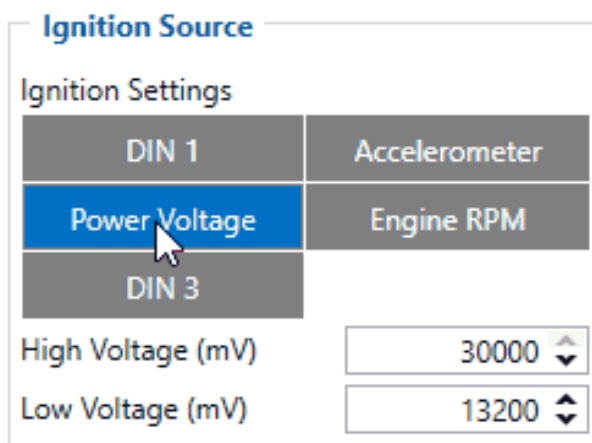 Ignition Source
Ignition Settings
DIN 1 Accelerometer
Power Voltage Engine RPM
DIN 3
High Voltage (mV) 30000
Low Voltage (mV) 13200